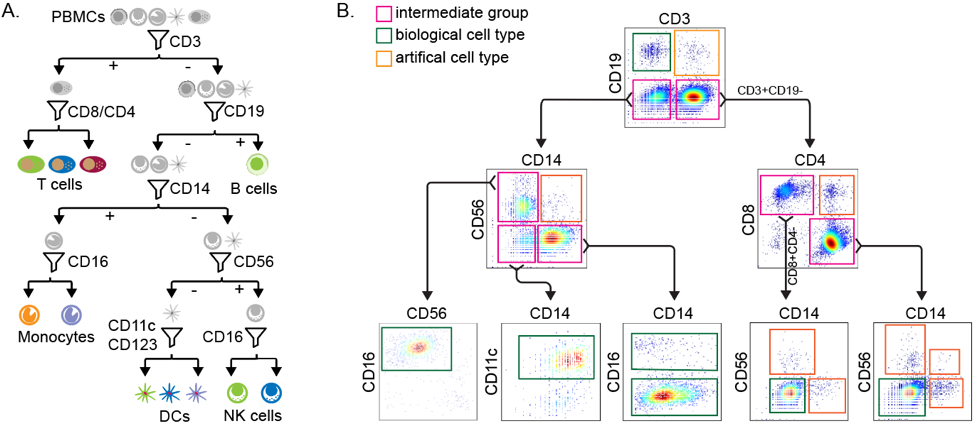 A.
PBMCs
CD3
+
-
CD8/CD4
CD19
-
+
T cells
CD14
B cells
+
-
CD16
CD56
-
+
Monocytes
CD11c
CD123
CD16
DCs
NK cells
B.
intermediate group
biological cell type
artifical cell type
CD3
CD19
CD3+CD19-
CD14
CD56
CD4
CD8
CD8+CD4-
CD56
CD16
CD14
CD11c
CD14
CD16
CD14
CD56
CD14
CD56